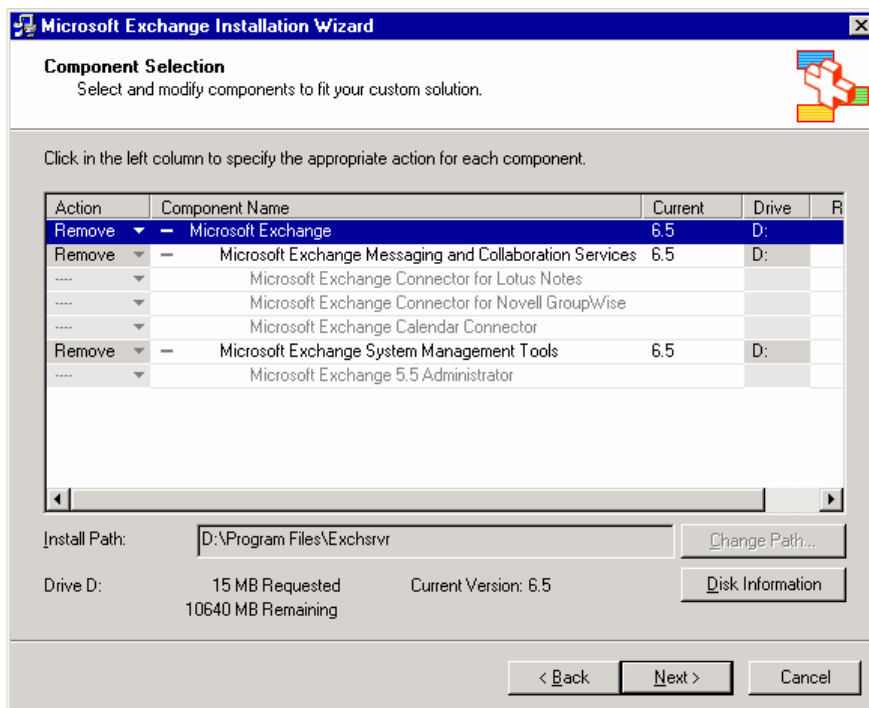 Microsoft Exchange Installation Wizard
Component Selection
Select and modify components to fit your custom solution.
Click in the left column to specify the appropriate action for each component.
Action Component Name Current Drive R
Remove Microsoft Exchange 6.5 D:
Remove Microsoft Exchange Messaging and Collaboration Services 6.5 D:
---- Microsoft Exchange Connector for Lotus Notes
---- Microsoft Exchange Connector for Novell GroupWise
---- Microsoft Exchange Calendar Connector
Remove Microsoft Exchange System Management Tools 6.5 D:
---- Microsoft Exchange 5.5 Administrator
Install Path: D:\Program Files\Exchsrvr Change Path...
Drive D: 15 MB Requested Current Version: 6.5 Disk Information
10640 MB Remaining
< Back Next > Cancel